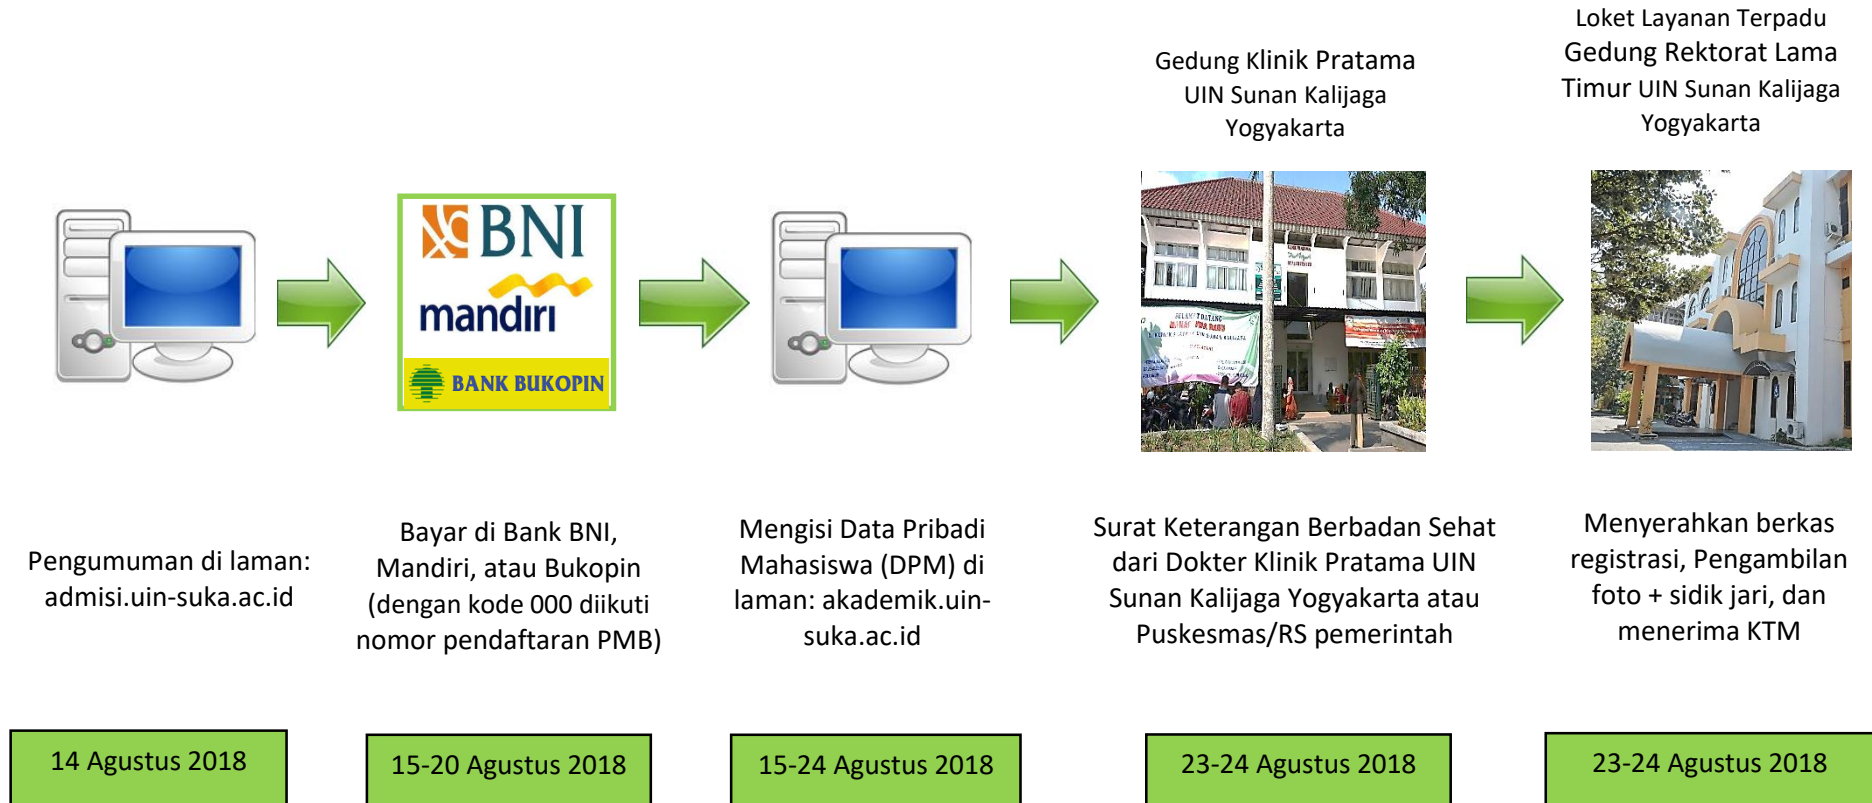 Gedung Klinik Pratama
UIN Sunan Kalijaga
Yogyakarta
Loket Layanan Terpadu
Gedung Rektorat Lama
Timur UIN Sunan Kalijaga
Yogyakarta
BNI
mandiri
BANK BUKOPIN
SELAMAT DATANG
Pengumuman di laman:
admisi.uin-suka.ac.id
Bayar di Bank BNI,
Mandiri, atau Bukopin
(dengan kode 000 diikuti
nomor pendaftaran PMB)
Mengisi Data Pribadi
Mahasiswa (DPM) di
laman: akademik.uin-
suka.ac.id
Surat Keterangan Berbadan Sehat
dari Dokter Klinik Pratama UIN
Sunan Kalijaga Yogyakarta atau
Puskesmas/RS pemerintah
Menyerahkan berkas
registrasi, Pengambilan
foto + sidik jari, dan
menerima KTM
14 Agustus 2018
15-20 Agustus 2018
15-24 Agustus 2018
23-24 Agustus 2018
23-24 Agustus 2018